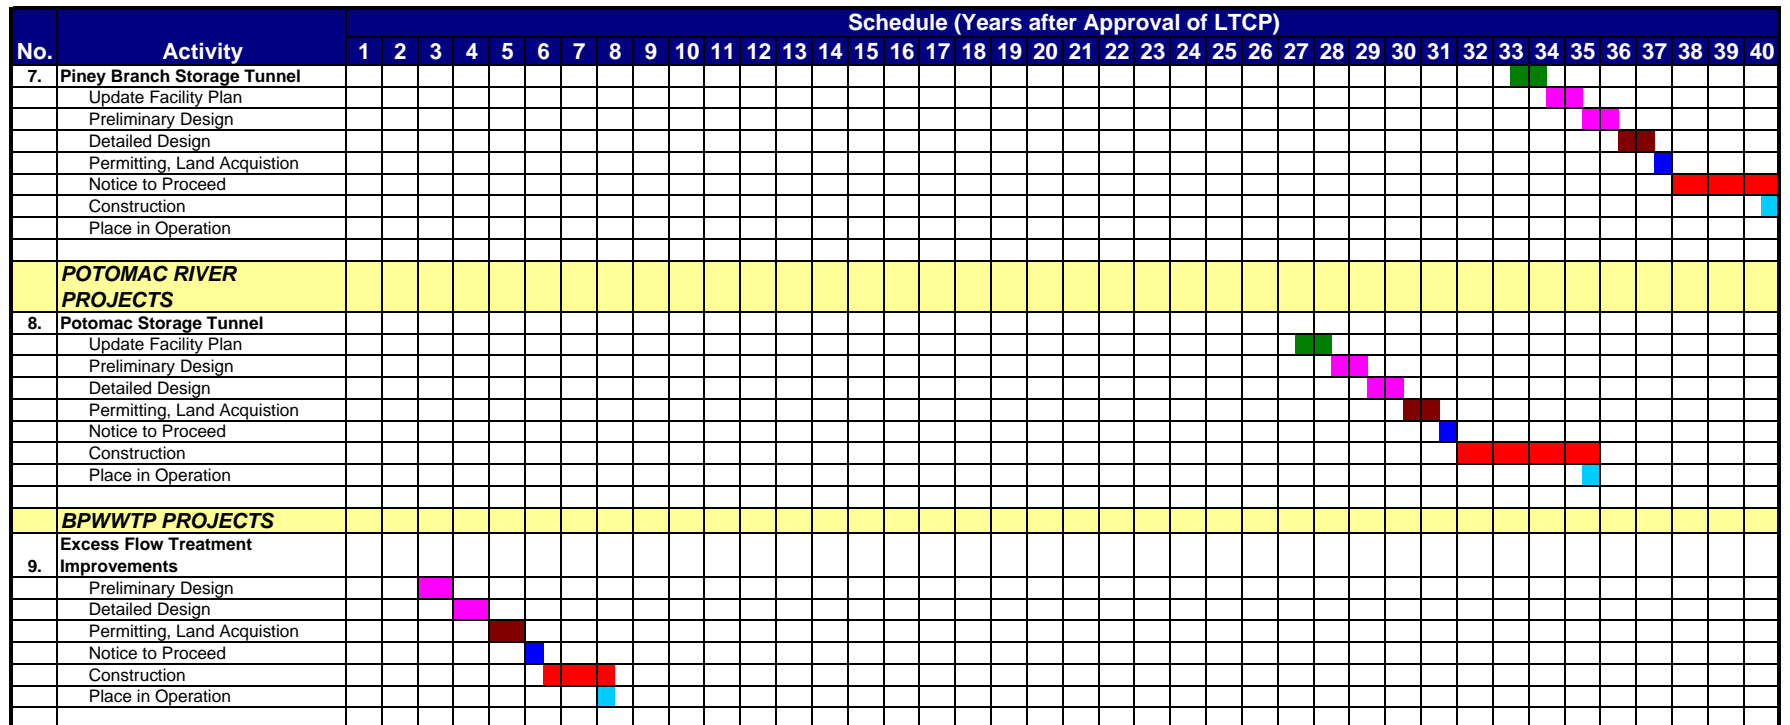 Schedule (Years after Approval of LTCP)
No. Activity 1 2 3 4 5 6 7 8 9 10 11 12 13 14 15 16 17 18 19 20 21 22 23 24 25 26 27 28 29 30 31 32 33 34 35 36 37 38 39 40
7. Piney Branch Storage Tunnel
Update Facility Plan
Preliminary Design
Detailed Design
Permitting, Land Acquistion
Notice to Proceed
Construction
Place in Operation
POTOMAC RIVER
PROJECTS
8. Potomac Storage Tunnel
Update Facility Plan
Preliminary Design
Detailed Design
Permitting, Land Acquistion
Notice to Proceed
Construction
Place in Operation
BPWWTP PROJECTS
Excess Flow Treatment
9. Improvements
Preliminary Design
Detailed Design
Permitting, Land Acquistion
Notice to Proceed
Construction
Place in Operation